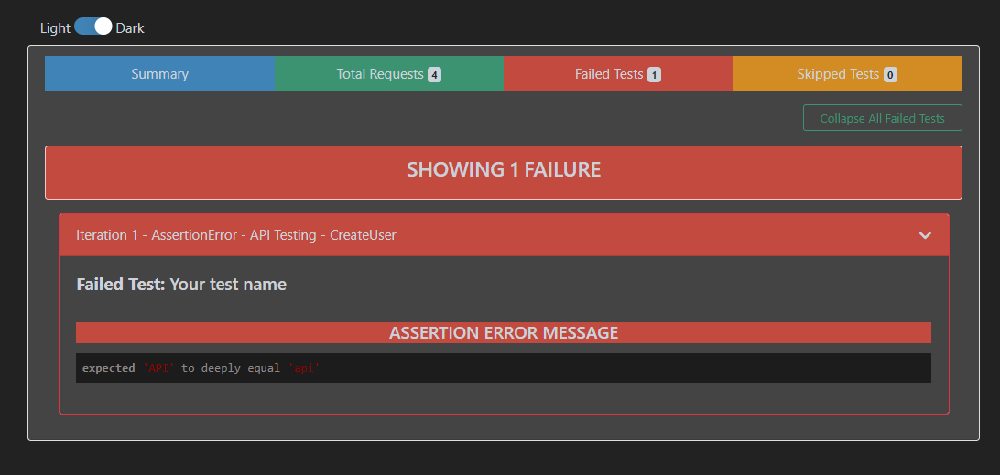 Light Dark
Summary Total Requests 4 Failed Tests 1 Skipped Tests 0
Collapse All Failed Tests
SHOWING 1 FAILURE
Iteration 1 - AssertionError - API Testing - CreateUser
Failed Test: Your test name
ASSERTION ERROR MESSAGE
expected 'API' to deeply equal 'api'